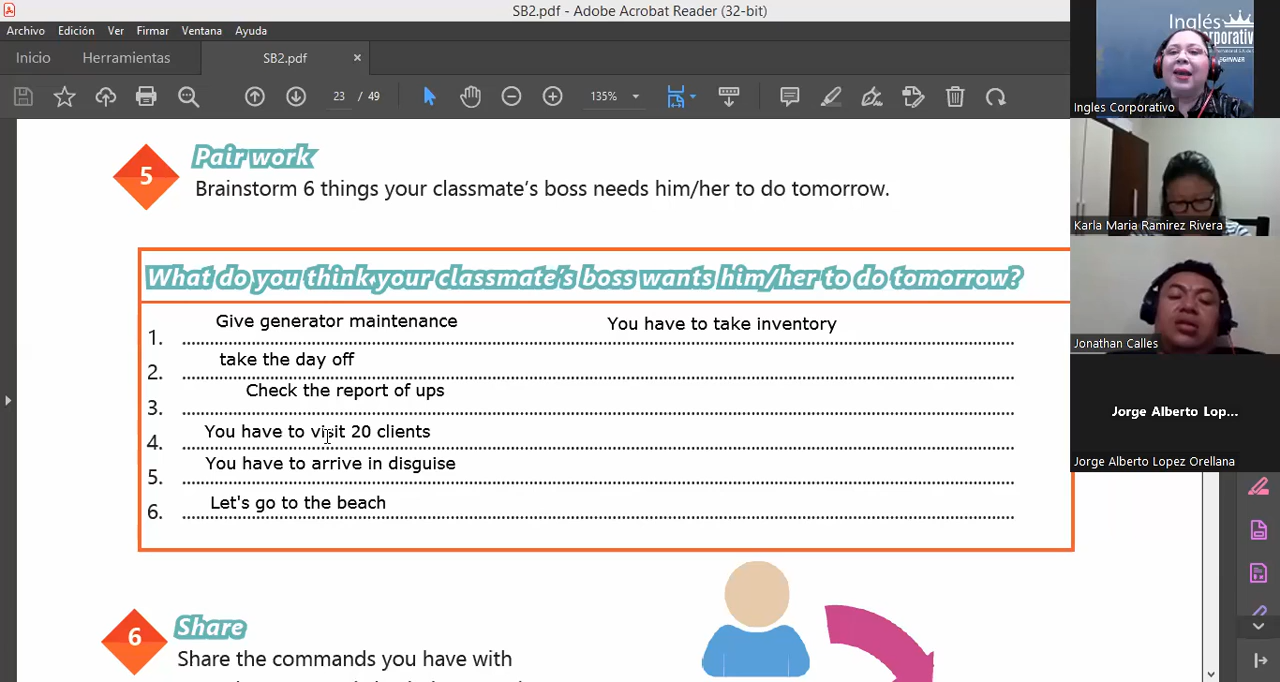 SB2.pdf - Adobe Acrobat Reader (32-bit)
Archivo Edición Ver Firmar Ventana Ayuda
Inicio Herramientas SB2.pdf ×
23 / 49 135%
5 Pair work
Brainstorm 6 things your classmate's boss needs him/her to do tomorrow.
What do you think your classmate's boss wants him/her to do tomorrow?
1. Give generator maintenance You have to take inventory
2. take the day off
3. Check the report of ups
4. You have to visit 20 clients
5. You have to arrive in disguise
6. Let's go to the beach
6 Share
Share the commands you have with
Inglés
Ingles Corporativo
Karla Maria Ramirez Rivera
Jonathan Calles
Jorge Alberto Lop...
Jorge Alberto Lopez Orellana